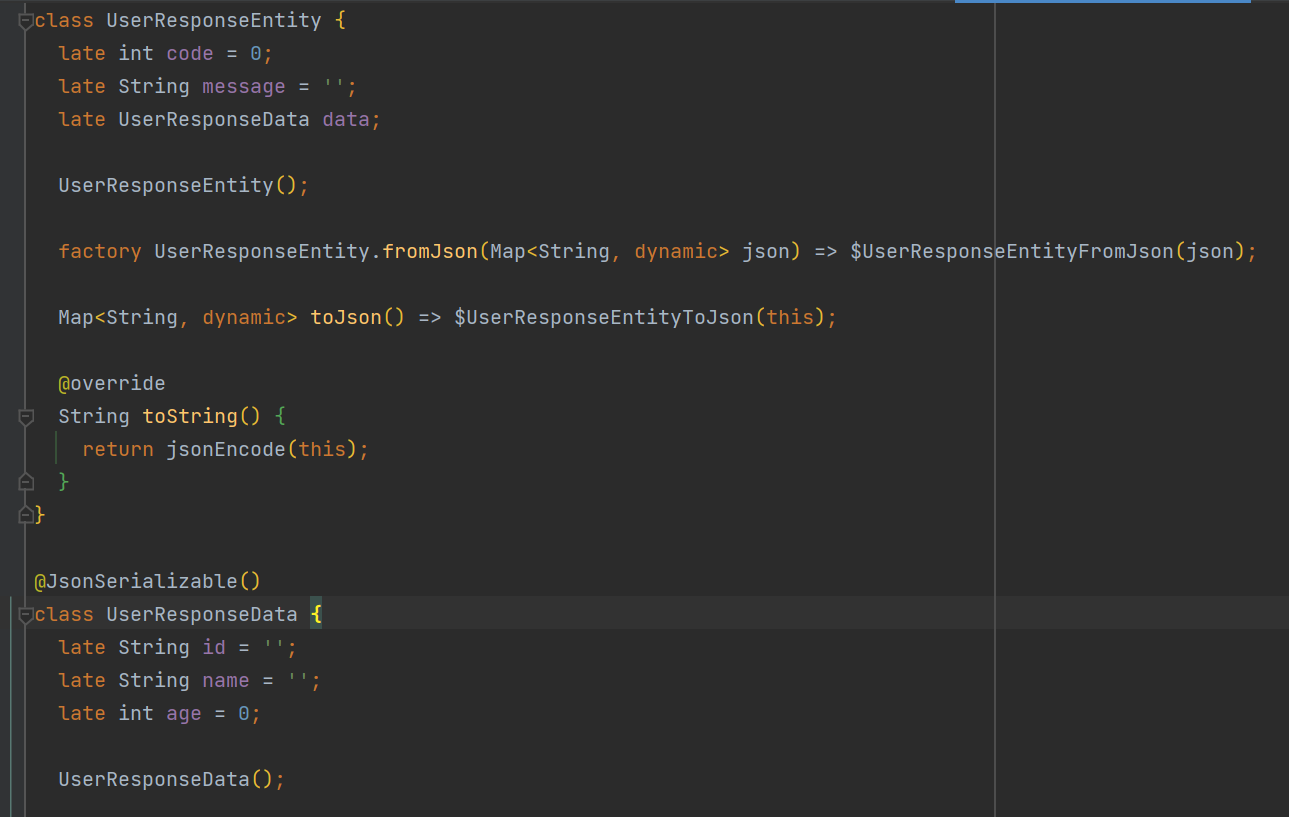 class UserResponseEntity {
  late int code = 0;
  late String message = '';
  late UserResponseData data;
  UserResponseEntity();
  factory UserResponseEntity.fromJson(Map<String, dynamic> json) => $UserResponseEntityFromJson(json);
  Map<String, dynamic> toJson() => $UserResponseEntityToJson(this);
  @override
  String toString() {
    return jsonEncode(this);
  }
}
@JsonSerializable()
class UserResponseData {
  late String id = '';
  late String name = '';
  late int age = 0;
  UserResponseData();